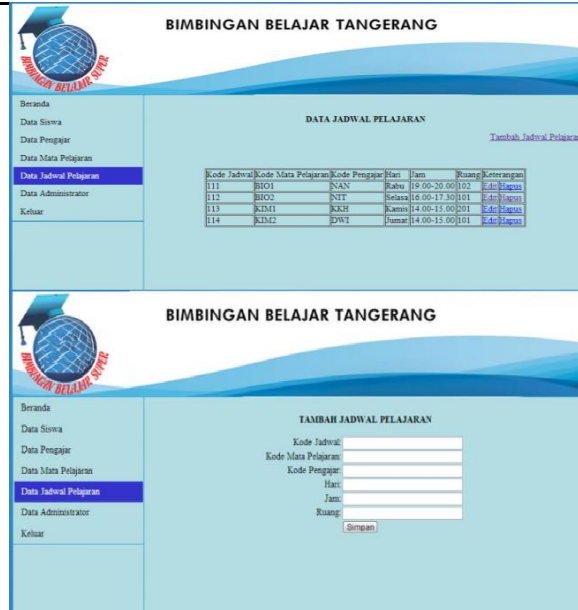 BIMBINGAN BELAJAR TANGERANG
BIMBINGAN BELAJAR SUPER
Beranda
Data Siswa
Data Pengajar
Data Mata Pelajaran
Data Jadwal Pelajaran
Data Administrator
Keluar
DATA JADWAL PELAJARAN
Tambah Jadwal Pelajaran
Kode Jadwal Kode Mata Pelajaran Kode Pengajar Hari Jam Ruang Keterangan
111 BIO1 NAN Rabu 19.00-20.00 102 Edit Hapus
112 BIO2 NIT Selasa 16.00-17.30 101 Edit Hapus
113 KIM1 KKH Kamis 14.00-15.00 201 Edit Hapus
114 KIM2 DWI Jumat 14.00-15.00 101 Edit Hapus
BIMBINGAN BELAJAR TANGERANG
BIMBINGAN BELAJAR SUPER
Beranda
Data Siswa
Data Pengajar
Data Mata Pelajaran
Data Jadwal Pelajaran
Data Administrator
Keluar
TAMBAH JADWAL PELAJARAN
Kode Jadwal:
Kode Mata Pelajaran:
Kode Pengajar:
Hari:
Jam:
Ruang:
Simpan